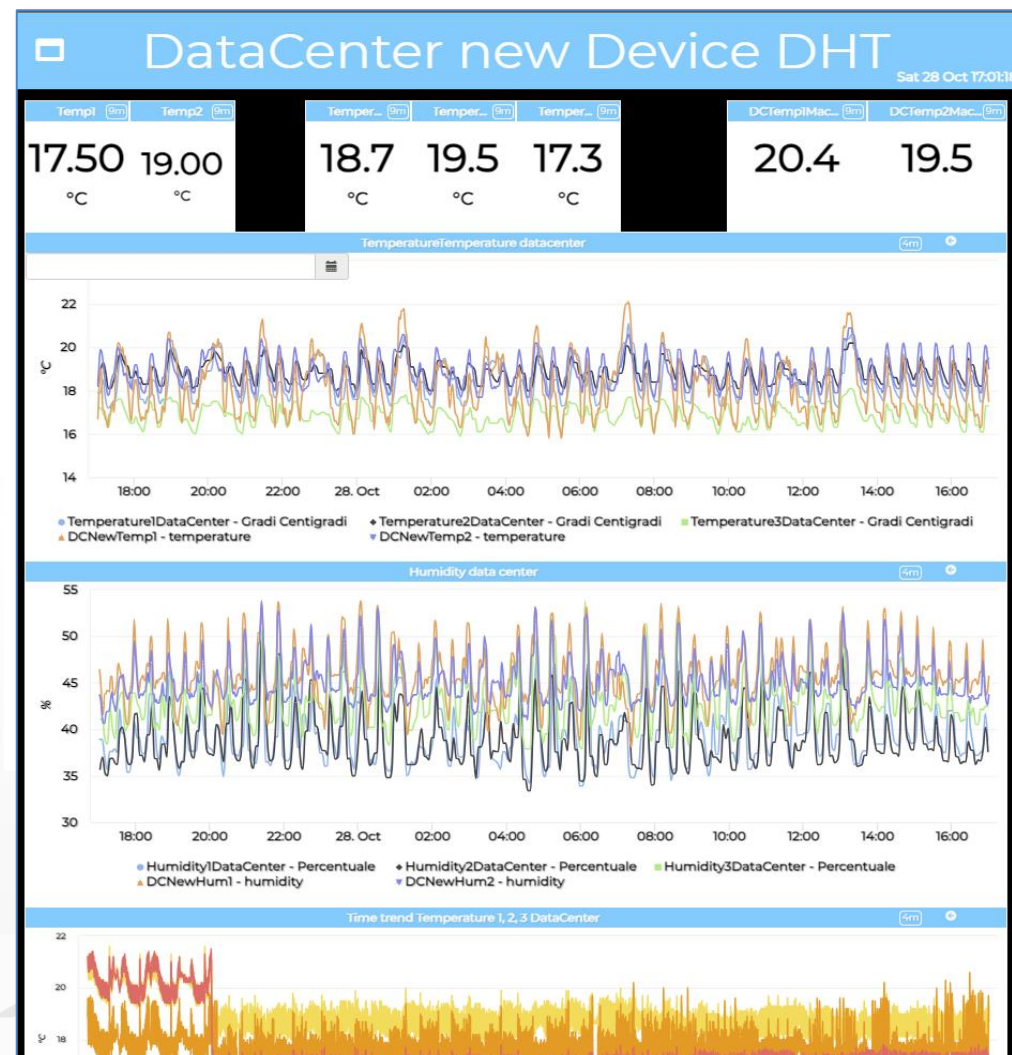 DataCenter new Device DHT
Sat 28 Oct 17:01:18
Temp1 9m Temp2 9m Temper... 9m Temper... 9m Temper... 9m DCTemp1Mac... 9m DCTemp2Mac... 9m
17.50 19.00 18.7 19.5 17.3 20.4 19.5
°C °C °C °C °C
TemperatureTemperature datacenter 4m
22
20
°C
18
16
14
18:00 20:00 22:00 28. Oct 02:00 04:00 06:00 08:00 10:00 12:00 14:00 16:00
Temperature1DataCenter - Gradi Centigradi Temperature2DataCenter - Gradi Centigradi Temperature3DataCenter - Gradi Centigradi
DCNewTemp1 - temperature DCNewTemp2 - temperature
Humidity data center 4m
55
50
45
%
40
35
30
18:00 20:00 22:00 28. Oct 02:00 04:00 06:00 08:00 10:00 12:00 14:00 16:00
Humidity1DataCenter - Percentuale Humidity2DataCenter - Percentuale Humidity3DataCenter - Percentuale
DCNewHum1 - humidity DCNewHum2 - humidity
Time trend Temperature 1, 2, 3 DataCenter 4m
22
20
°C
18